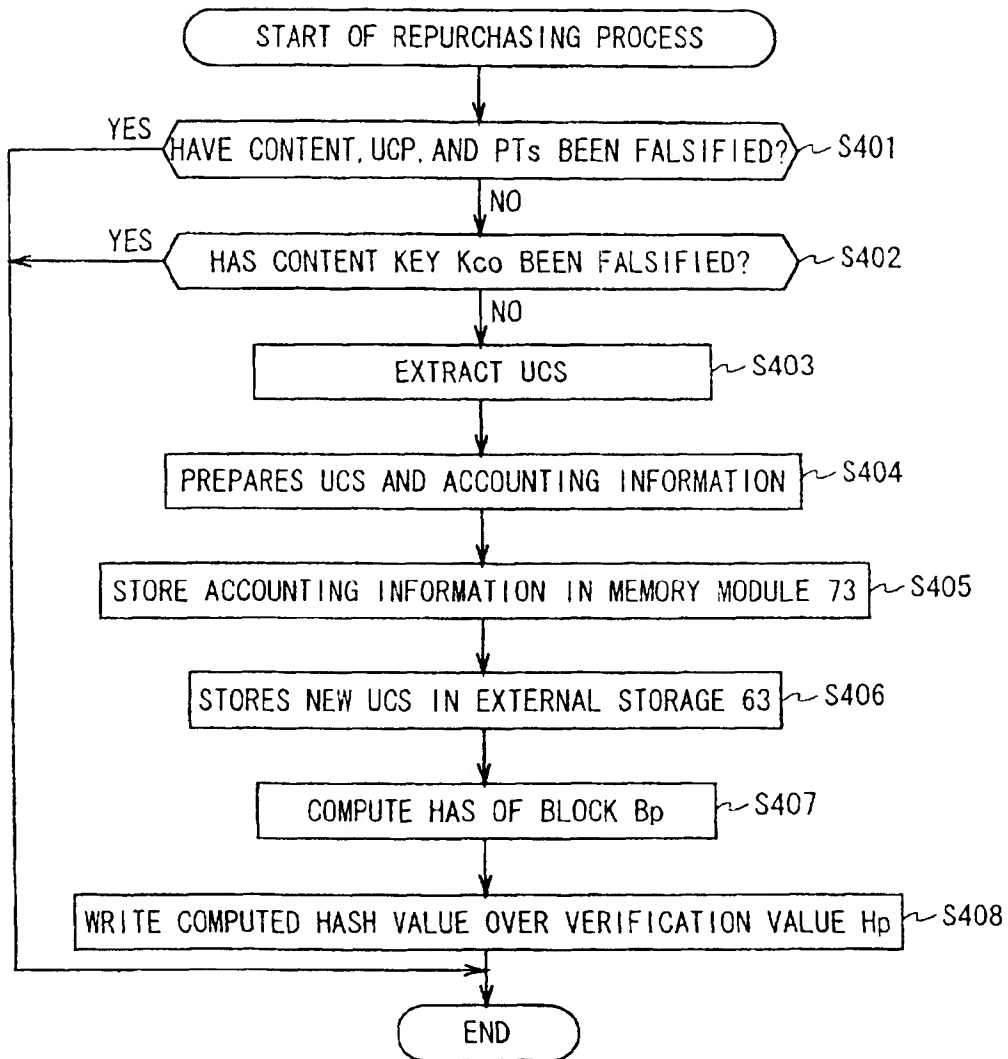 START OF REPURCHASING PROCESS
YES
HAVE CONTENT, UCP, AND PTs BEEN FALSIFIED?
S401
NO
YES
HAS CONTENT KEY Kco BEEN FALSIFIED?
S402
NO
EXTRACT UCS
S403
PREPARES UCS AND ACCOUNTING INFORMATION
S404
STORE ACCOUNTING INFORMATION IN MEMORY MODULE 73
S405
STORES NEW UCS IN EXTERNAL STORAGE 63
S406
COMPUTE HAS OF BLOCK Bp
S407
WRITE COMPUTED HASH VALUE OVER VERIFICATION VALUE Hp
S408
END